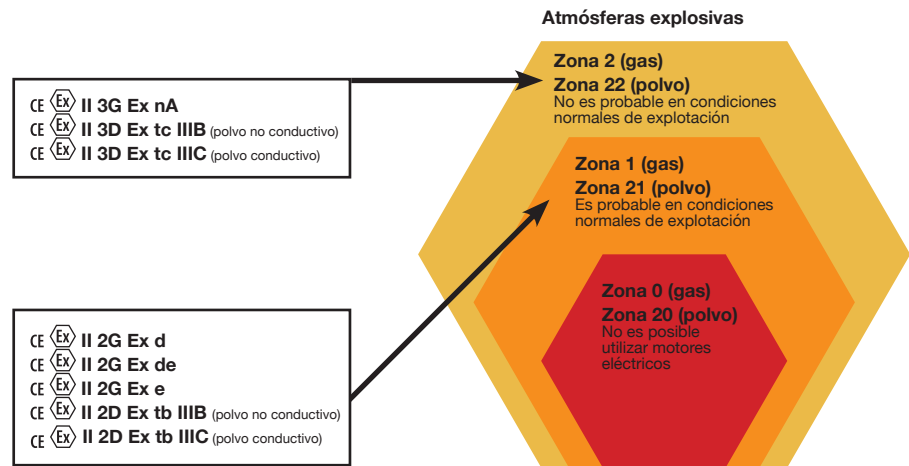 Atmósferas explosivas
Zona 2 (gas)
Zona 22 (polvo)
No es probable en condiciones
normales de explotación
CE Ex II 3G Ex nA
CE Ex II 3D Ex tc IIIB (polvo no conductivo)
CE Ex II 3D Ex tc IIIC (polvo conductivo)
Zona 1 (gas)
Zona 21 (polvo)
Es probable en condiciones
normales de explotación
Zona 0 (gas)
Zona 20 (polvo)
No es posible
utilizar motores
eléctricos
CE Ex II 2G Ex d
CE Ex II 2G Ex de
CE Ex II 2G Ex e
CE Ex II 2D Ex tb IIIB (polvo no conductivo)
CE Ex II 2D Ex tb IIIC (polvo conductivo)